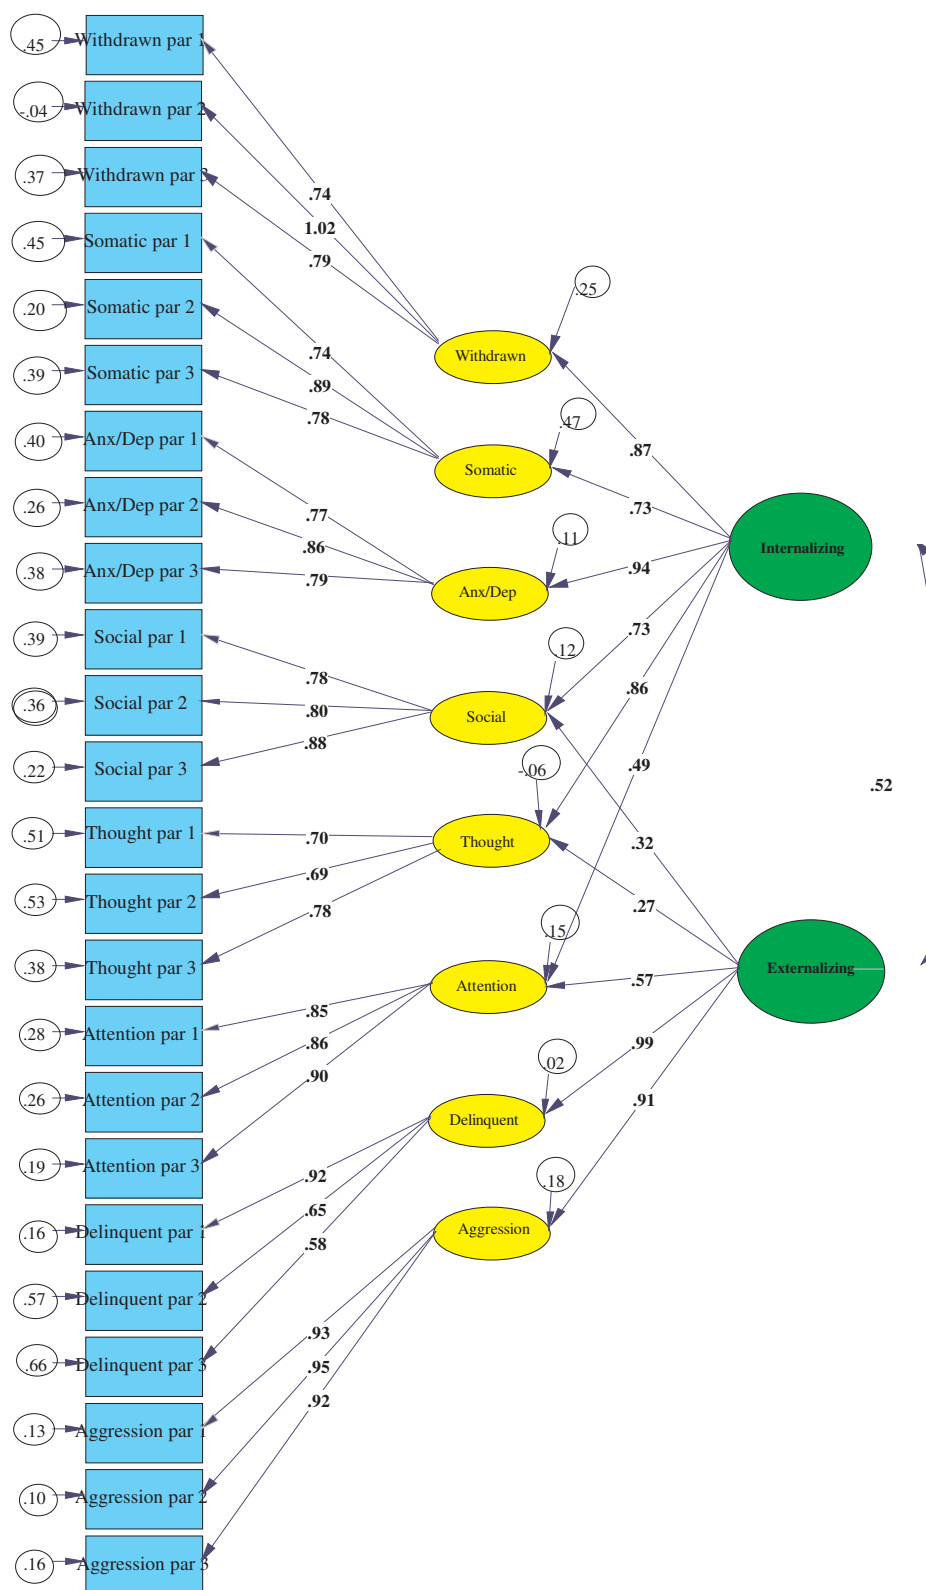 .45 Withdrawn par 1
-.04 Withdrawn par 2
.37 Withdrawn par 3
.74
.45 Somatic par 1
1.02
.79
.25
.20 Somatic par 2
.74
Withdrawn
.39 Somatic par 3
.89
.78
.47
.40 Anx/Dep par 1
.87
Somatic
.26 Anx/Dep par 2
.77
.73
.86
.11
Internalizing
.38 Anx/Dep par 3
.79
.94
Anx/Dep
.39 Social par 1
.73
.12
.78
.86
.36 Social par 2
.80
Social
.88
.22 Social par 3
-.06
.49
.52
.51 Thought par 1
.70
Thought
.32
.69
.53 Thought par 2
.78
.27
.15
.38 Thought par 3
Externalizing
.57
Attention
.85
.28 Attention par 1
.86
.99
.90
.02
.26 Attention par 2
.91
Delinquent
.19 Attention par 3
.92
.18
.65
.16 Delinquent par 1
Aggression
.58
.57 Delinquent par 2
.93
.66 Delinquent par 3
.95
.92
.13 Aggression par 1
.10 Aggression par 2
.16 Aggression par 3